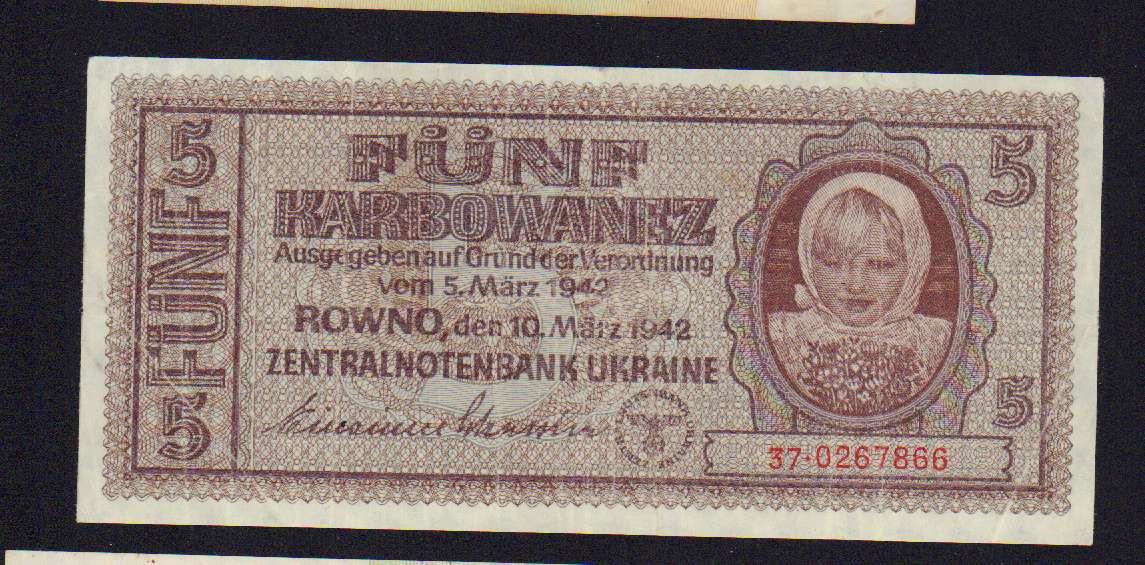 5 FÜNF 5
FÜNF
KARBOWANEZ
Ausgegeben auf Grund der Verordnung
vom 5. März 1942
ROWNO, den 10. März 1942
ZENTRALNOTENBANK UKRAINE
5
5
37·0267866